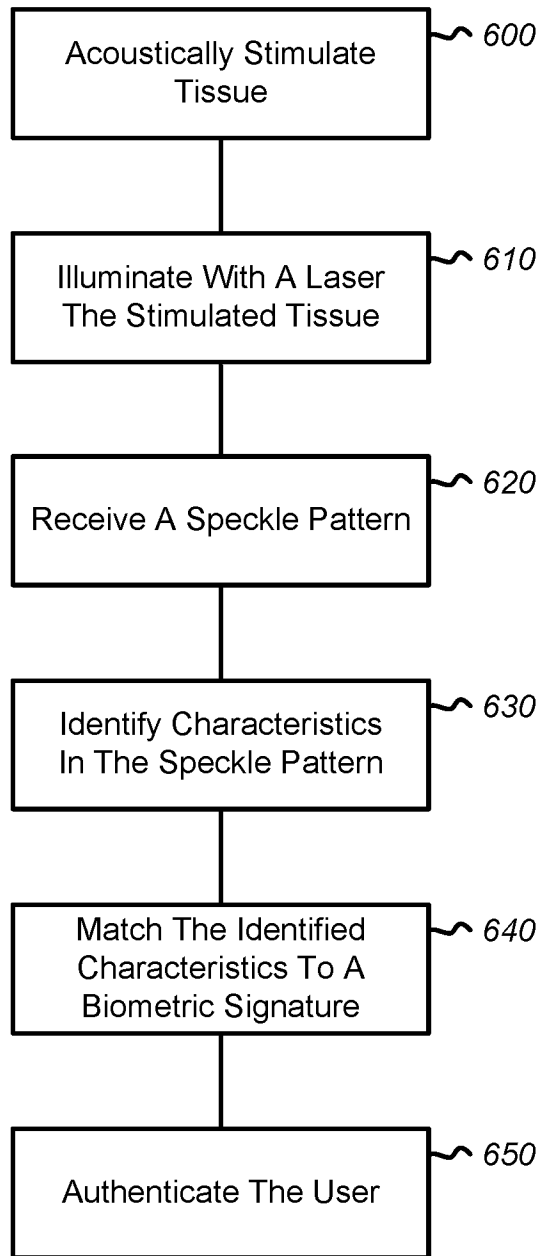 Acoustically Stimulate
Tissue
600
Illuminate With A Laser
The Stimulated Tissue
610
Receive A Speckle Pattern
620
Identify Characteristics
In The Speckle Pattern
630
Match The Identified
Characteristics To A
Biometric Signature
640
Authenticate The User
650